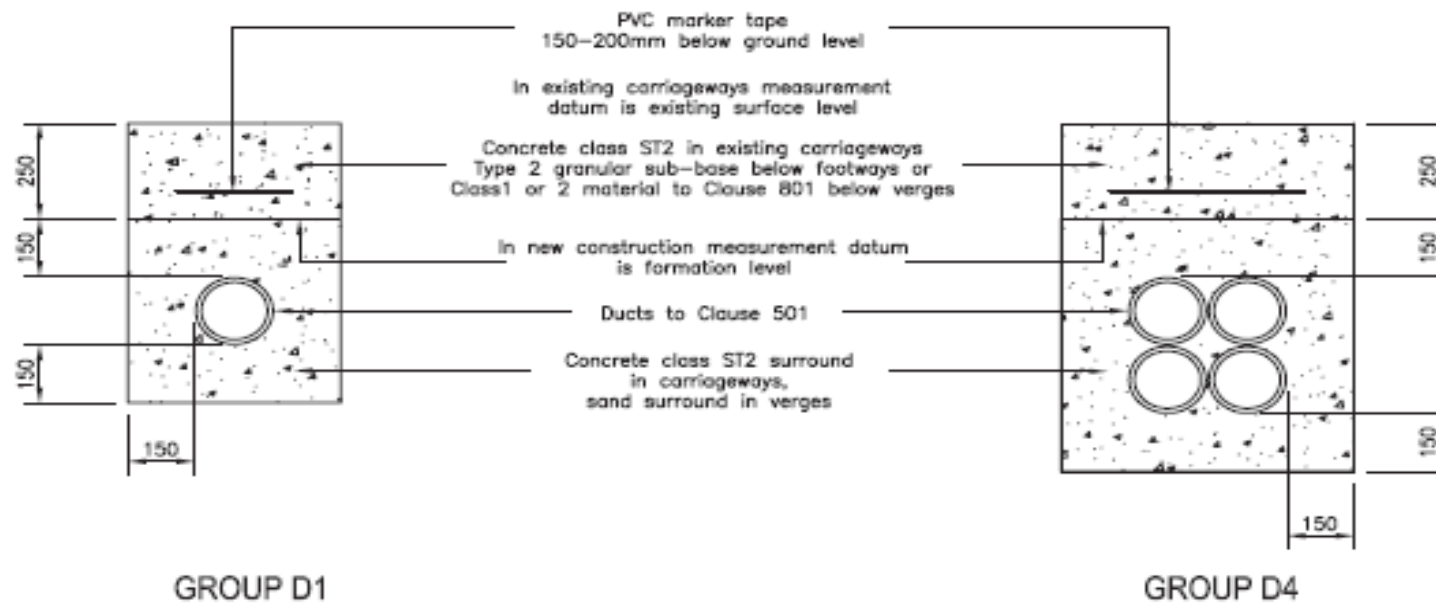 PVC marker tape
150-200mm below ground level
In existing carriageways measurement
datum is existing surface level
Concrete class ST2 in existing carriageways
Type 2 granular sub-base below footways or
Class1 or 2 material to Clause 801 below verges
In new construction measurement datum
is formation level
Ducts to Clause 501
Concrete class ST2 surround
in carriageways,
sand surround in verges
250
150
150
150
250
150
150
150
GROUP D1
GROUP D4